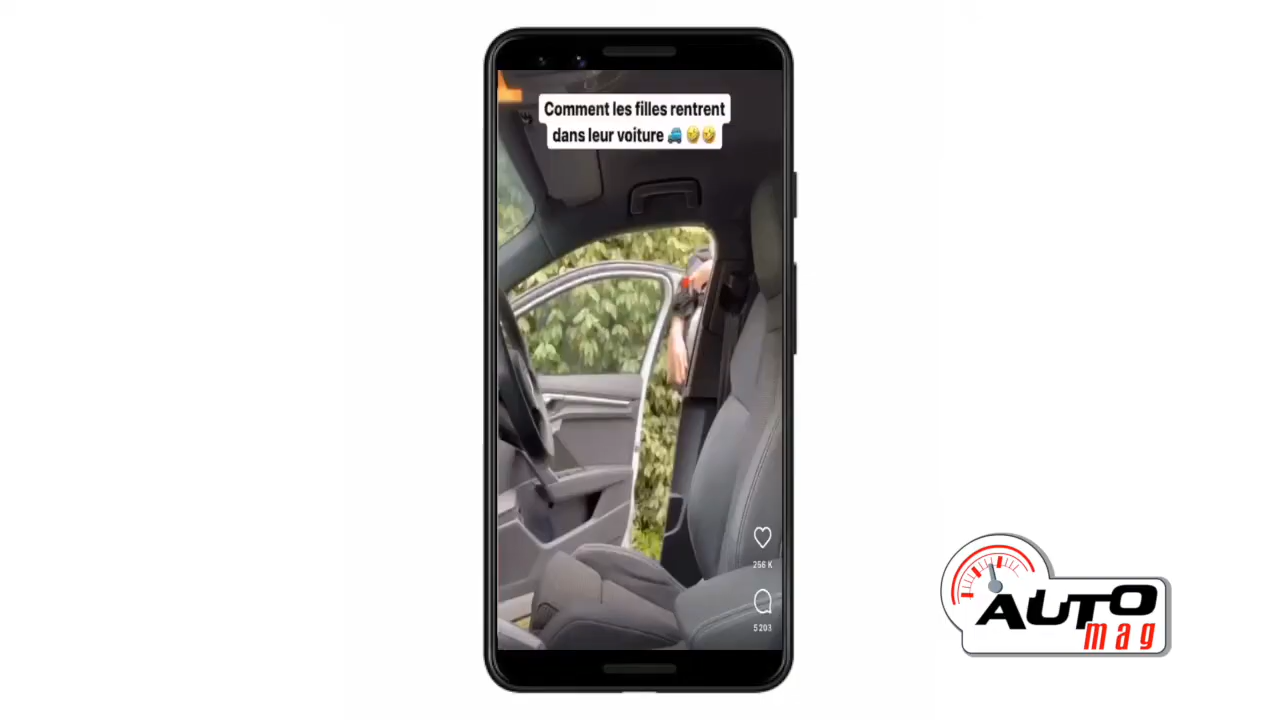 Comment les filles rentrent
dans leur voiture 🚙🤣🤣
256 K
5 203
AUTO
mag